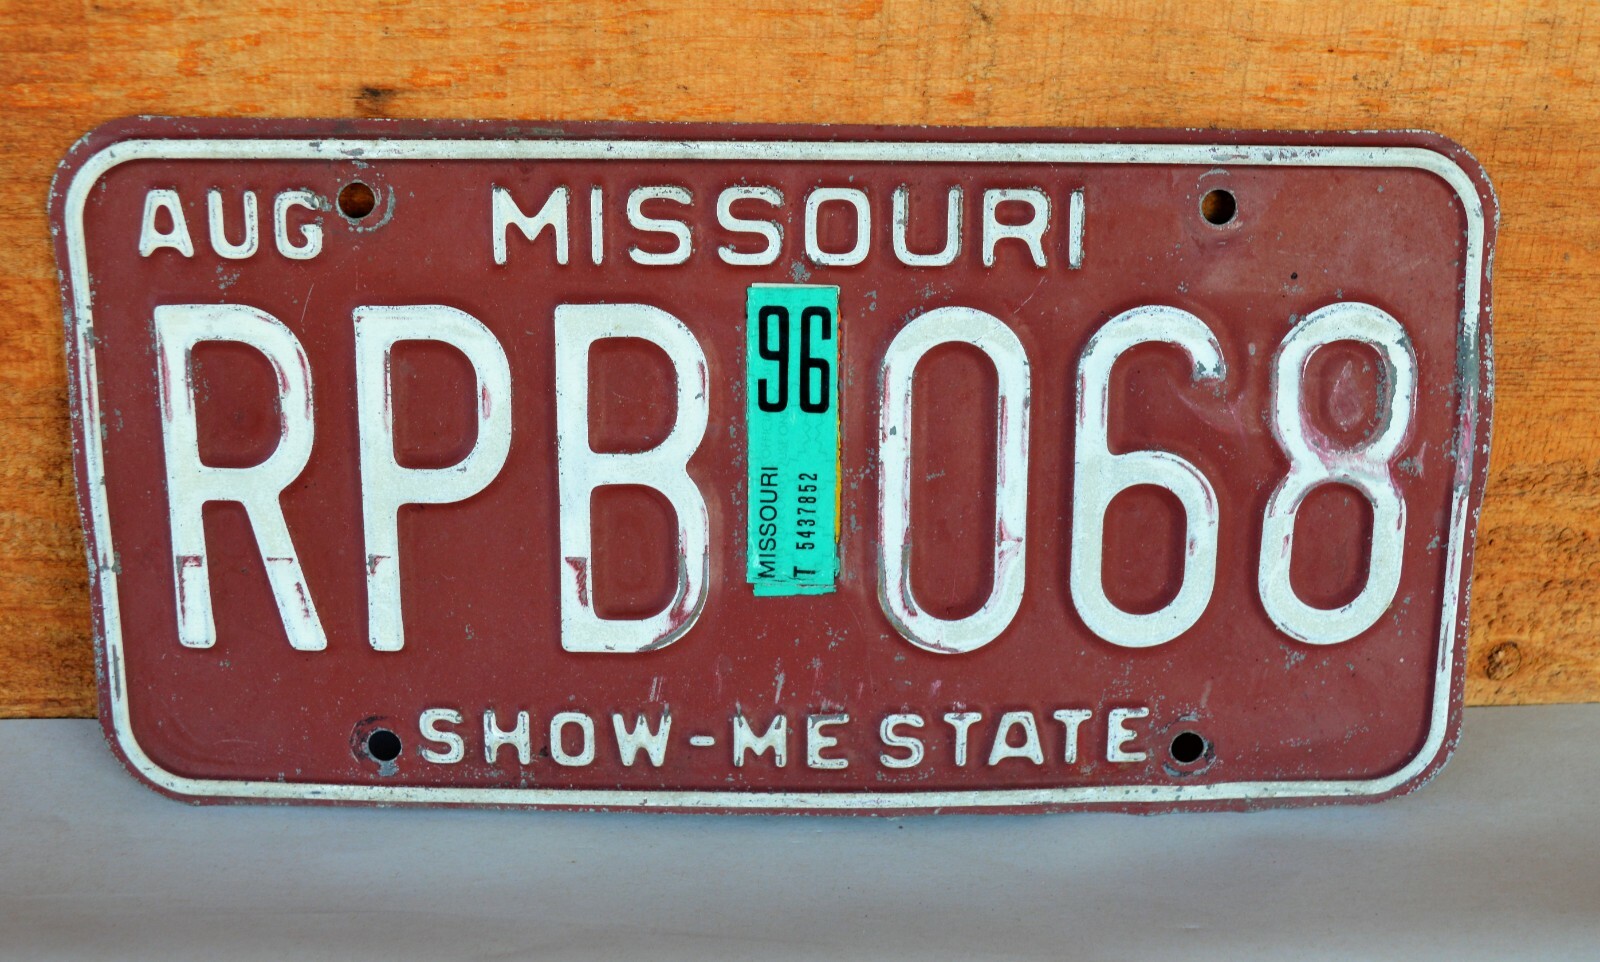 AUG MISSOURI
RPB 068
96
MISSOURI
T 5437852
SHOW-ME STATE